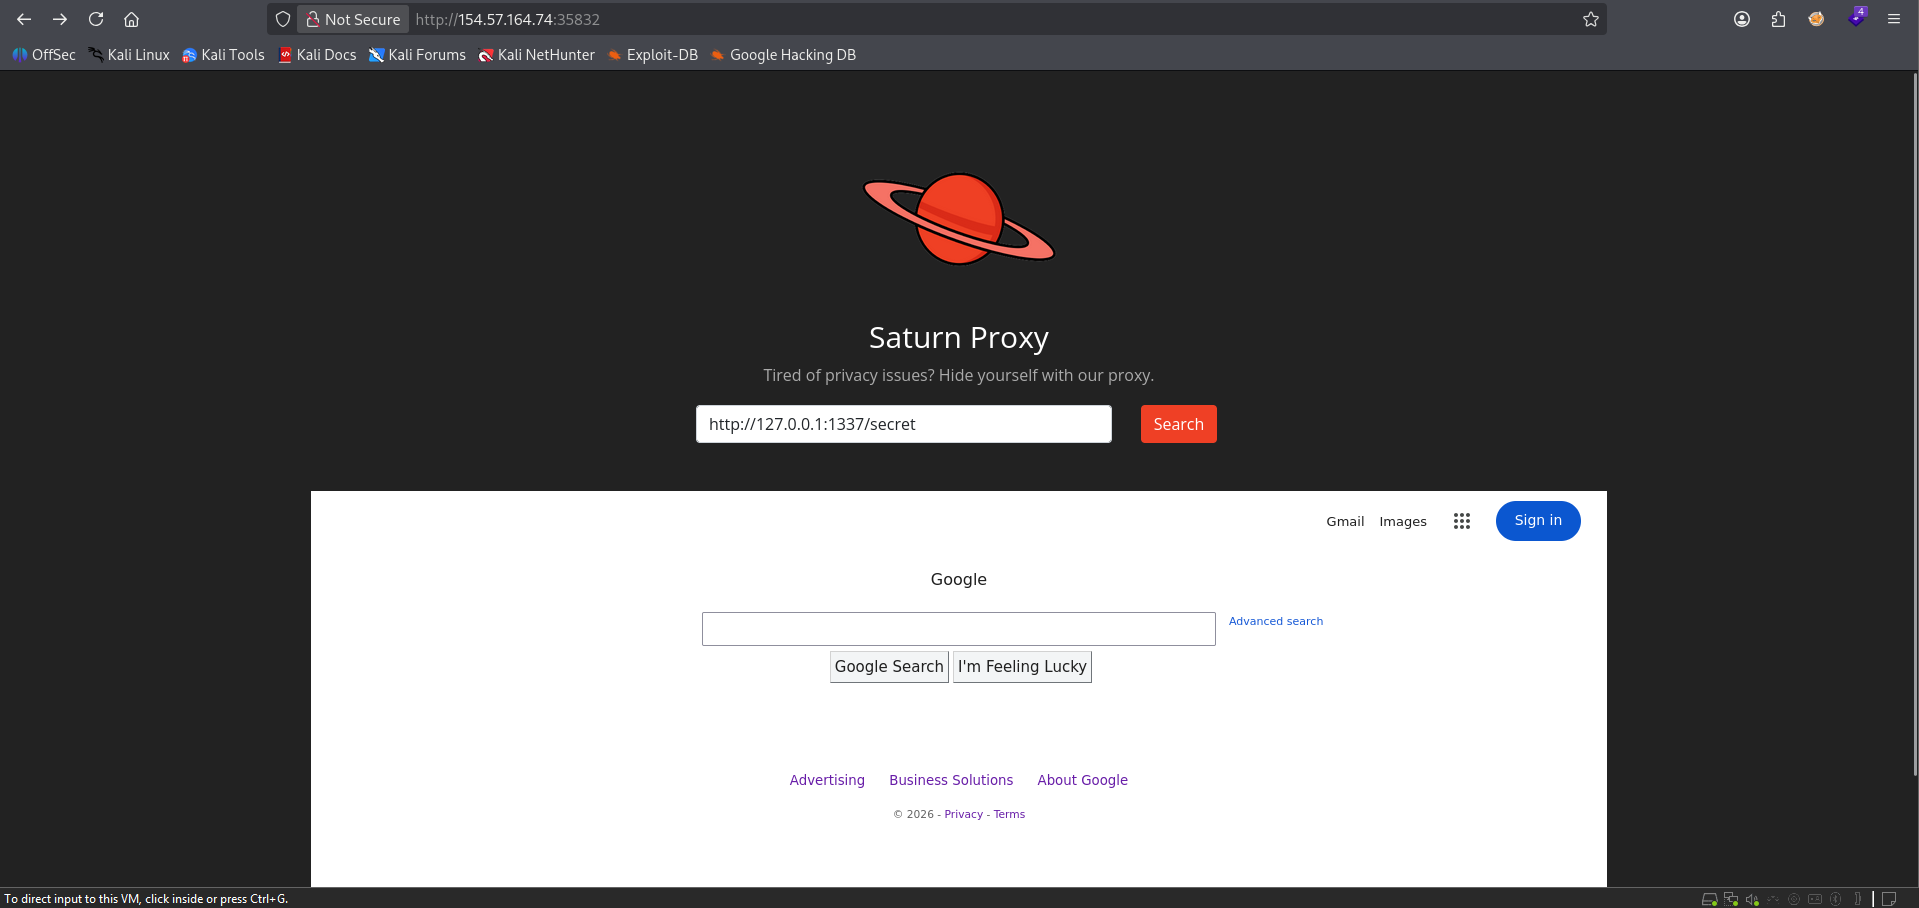 Not Secure http://154.57.164.74:35832
4
OffSec Kali Linux Kali Tools Kali Docs Kali Forums Kali NetHunter Exploit-DB Google Hacking DB
Saturn Proxy
Tired of privacy issues? Hide yourself with our proxy.
http://127.0.0.1:1337/secret Search
Gmail Images Sign in
Google
Advanced search
Google Search I'm Feeling Lucky
Advertising Business Solutions About Google
© 2026 - Privacy - Terms
To direct input to this VM, click inside or press Ctrl+G.